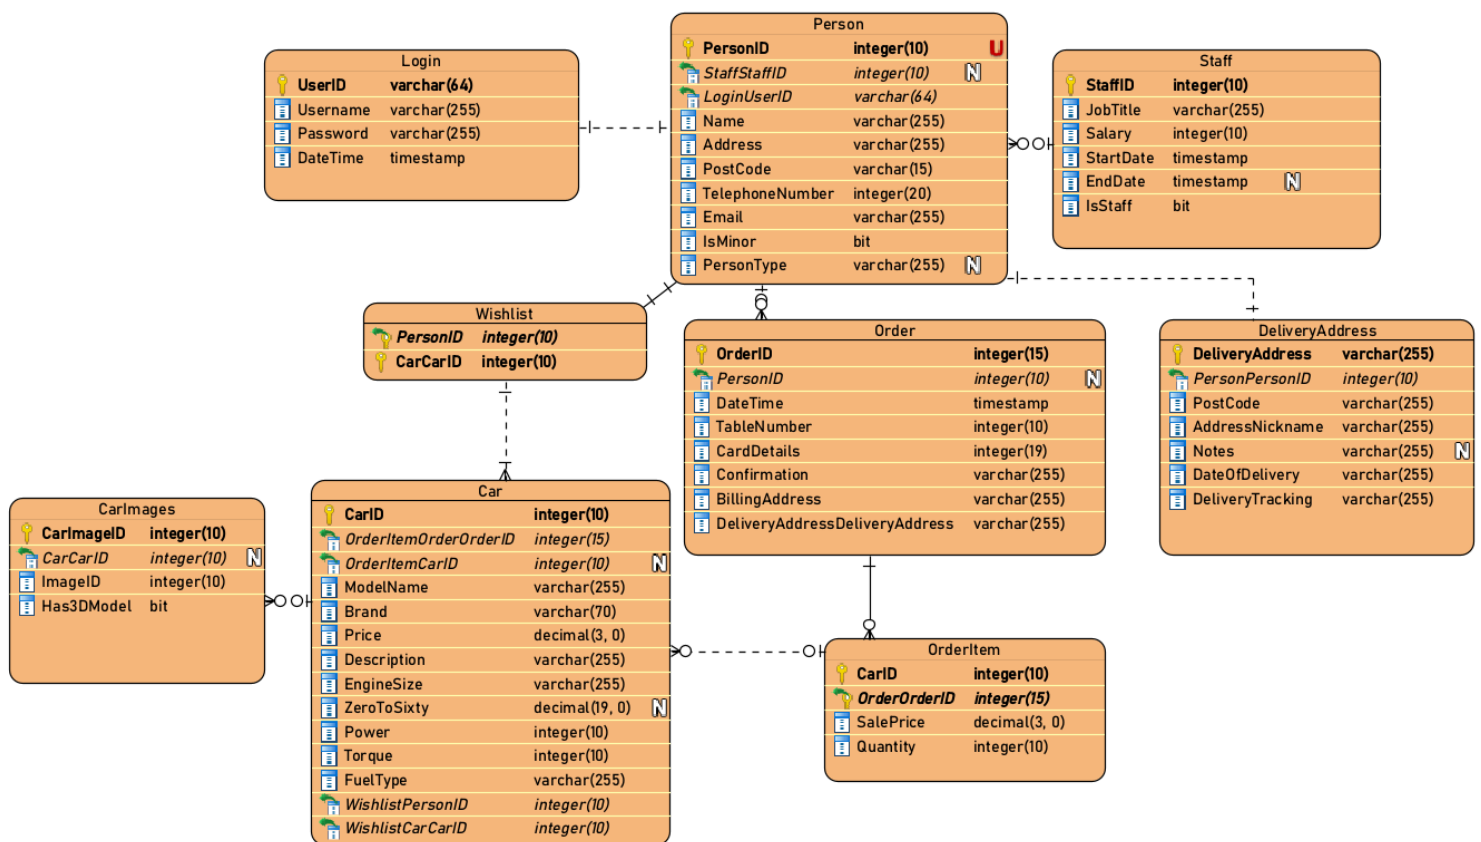 Person
PersonID integer(10) U
StaffStaffID integer(10) N
LoginUserID varchar(64)
Name varchar(255)
Address varchar(255)
PostCode varchar(15)
TelephoneNumber integer(20)
Email varchar(255)
IsMinor bit
PersonType varchar(255) N
Login
UserID varchar(64)
Username varchar(255)
Password varchar(255)
DateTime timestamp
Staff
StaffID integer(10)
JobTitle varchar(255)
Salary integer(10)
StartDate timestamp
EndDate timestamp N
IsStaff bit
Wishlist
PersonID integer(10)
CarCarID integer(10)
Order
OrderID integer(15)
PersonID integer(10) N
DateTime timestamp
TableNumber integer(10)
CardDetails integer(19)
Confirmation varchar(255)
BillingAddress varchar(255)
DeliveryAddressDeliveryAddress varchar(255)
DeliveryAddress
DeliveryAddress varchar(255)
PersonPersonID integer(10)
PostCode varchar(255)
AddressNickname varchar(255)
Notes varchar(255) N
DateOfDelivery varchar(255)
DeliveryTracking varchar(255)
CarImages
CarImageID integer(10)
CarCarID integer(10) N
ImageID integer(10)
Has3DModel bit
Car
CarID integer(10)
OrderItemOrderOrderID integer(15)
OrderItemCarID integer(10) N
ModelName varchar(255)
Brand varchar(70)
Price decimal(3, 0)
Description varchar(255)
EngineSize varchar(255)
ZeroToSixty decimal(19, 0) N
Power integer(10)
Torque integer(10)
FuelType varchar(255)
WishlistPersonID integer(10)
WishlistCarCarID integer(10)
OrderItem
CarID integer(10)
OrderOrderID integer(15)
SalePrice decimal(3, 0)
Quantity integer(10)